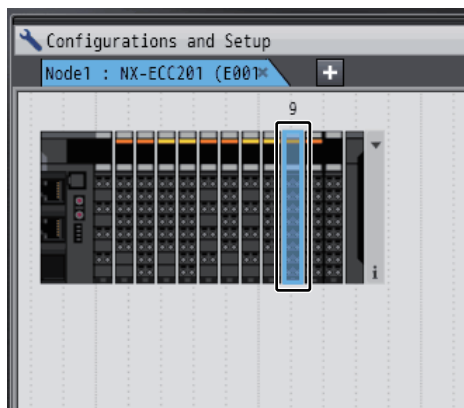 Configurations and Setup
Node1 : NX-ECC201 (E001
9
i